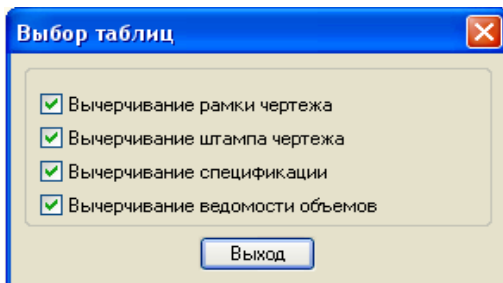 Выбор таблиц
Вычерчивание рамки чертежа
Вычерчивание штампа чертежа
Вычерчивание спецификации
Вычерчивание ведомости объемов
Выход